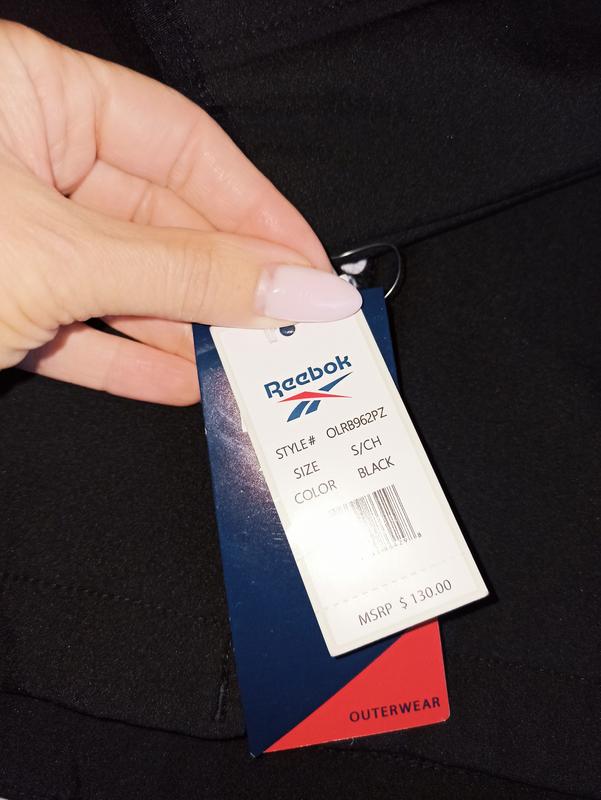 Reebok
STYLE# OLRB962PZ
SIZE S/CH
COLOR BLACK
MSRP $ 130.00
OUTERWEAR